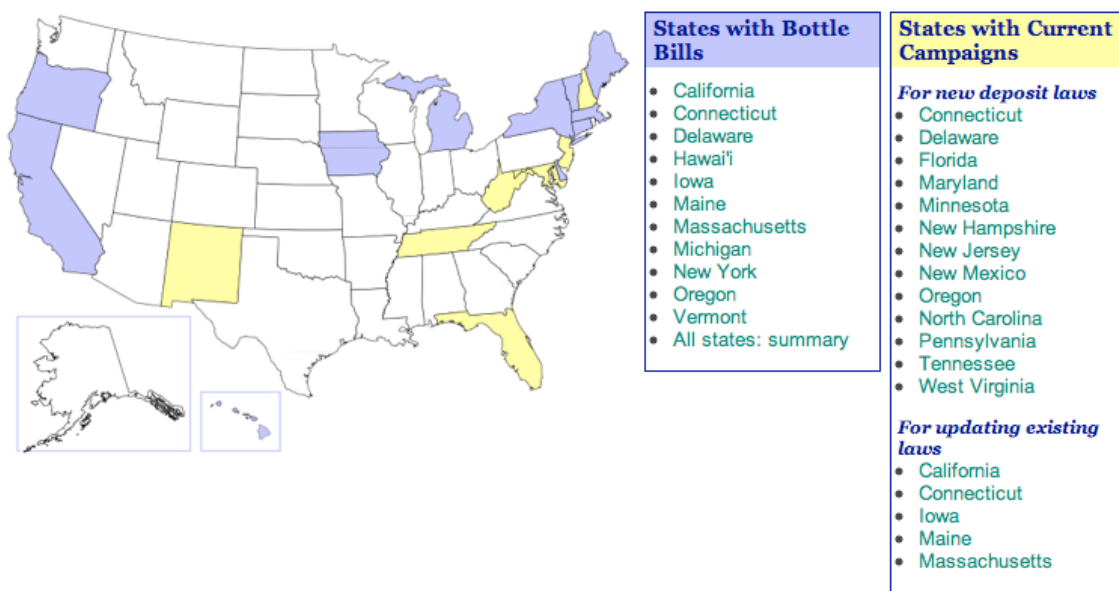 States with Bottle
Bills
California
Connecticut
Delaware
Hawai'i
Iowa
Maine
Massachusetts
Michigan
New York
Oregon
Vermont
All states: summary
States with Current
Campaigns
For new deposit laws
Connecticut
Delaware
Florida
Maryland
Minnesota
New Hampshire
New Jersey
New Mexico
Oregon
North Carolina
Pennsylvania
Tennessee
West Virginia
For updating existing
laws
California
Connecticut
Iowa
Maine
Massachusetts